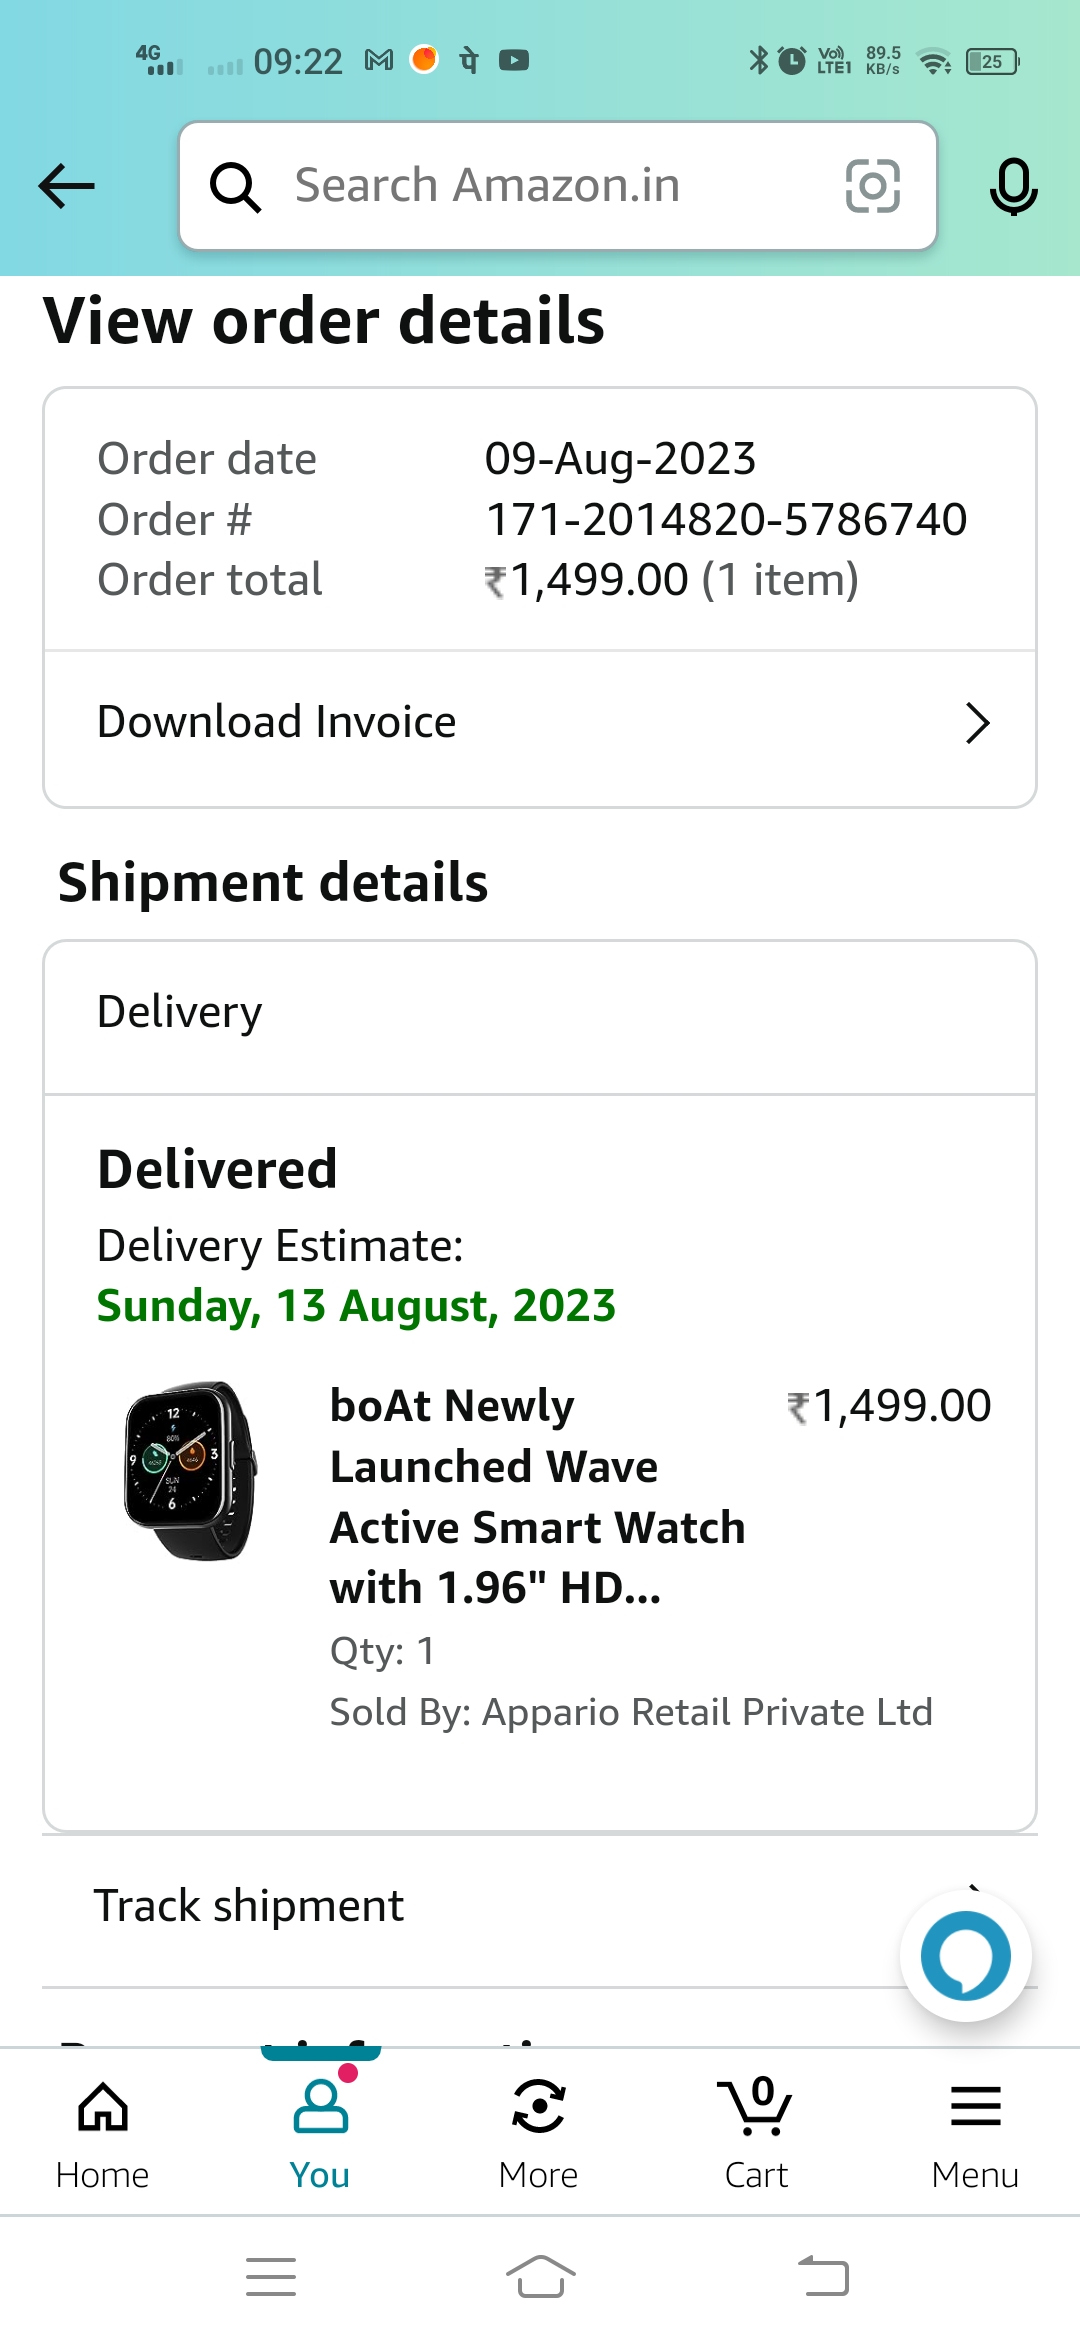 4G 09:22 पे Vo) LTE1 89.5 KB/s 25
Search Amazon.in
View order details
Order date 09-Aug-2023
Order # 171-2014820-5786740
Order total ₹1,499.00 (1 item)
Download Invoice
Shipment details
Delivery
Delivered
Delivery Estimate:
Sunday, 13 August, 2023
boAt Newly ₹1,499.00
Launched Wave
Active Smart Watch
with 1.96" HD...
Qty: 1
Sold By: Appario Retail Private Ltd
12
80%
9 3
SUN
24
6
Track shipment
0
Home You More Cart Menu